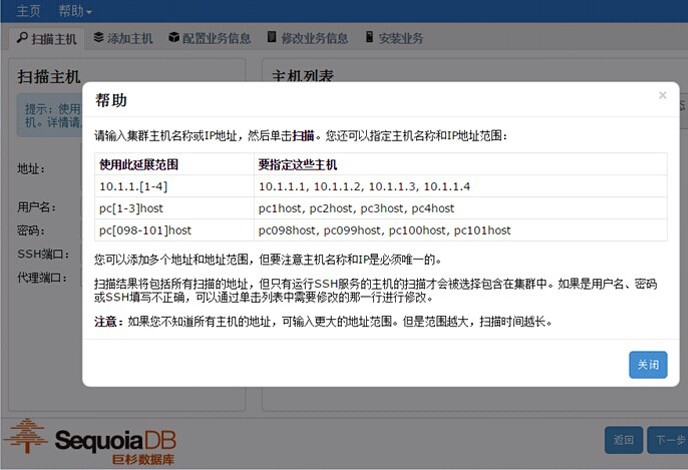 主页 帮助
扫描主机 添加主机 配置业务信息 修改业务信息 安装业务
扫描主机 主机列表
提示: 使用
机。详情请
态
地址:
用户名:
密码:
SSH端口:
代理端口:
帮助 ×
请输入集群主机名称或IP地址，然后单击扫描。您还可以指定主机名称和IP地址范围：
使用此延展范围 要指定这些主机
10.1.1.[1-4] 10.1.1.1, 10.1.1.2, 10.1.1.3, 10.1.1.4
pc[1-3]host pc1host, pc2host, pc3host, pc4host
pc[098-101]host pc098host, pc099host, pc100host, pc101host
您可以添加多个地址和地址范围，但要注意主机名称和IP是必须唯一的。
扫描结果将包括所有扫描的地址，但只有运行SSH服务的主机的扫描才会被选择包含在集群中。如果是用户名、密码
或SSH填写不正确，可以通过单击列表中需要修改的那一行进行修改。
注意：如果您不知道所有主机的地址，可输入更大的地址范围。但是范围越大，扫描时间越长。
关闭
SequoiaDB
巨杉数据库
返回 下一步